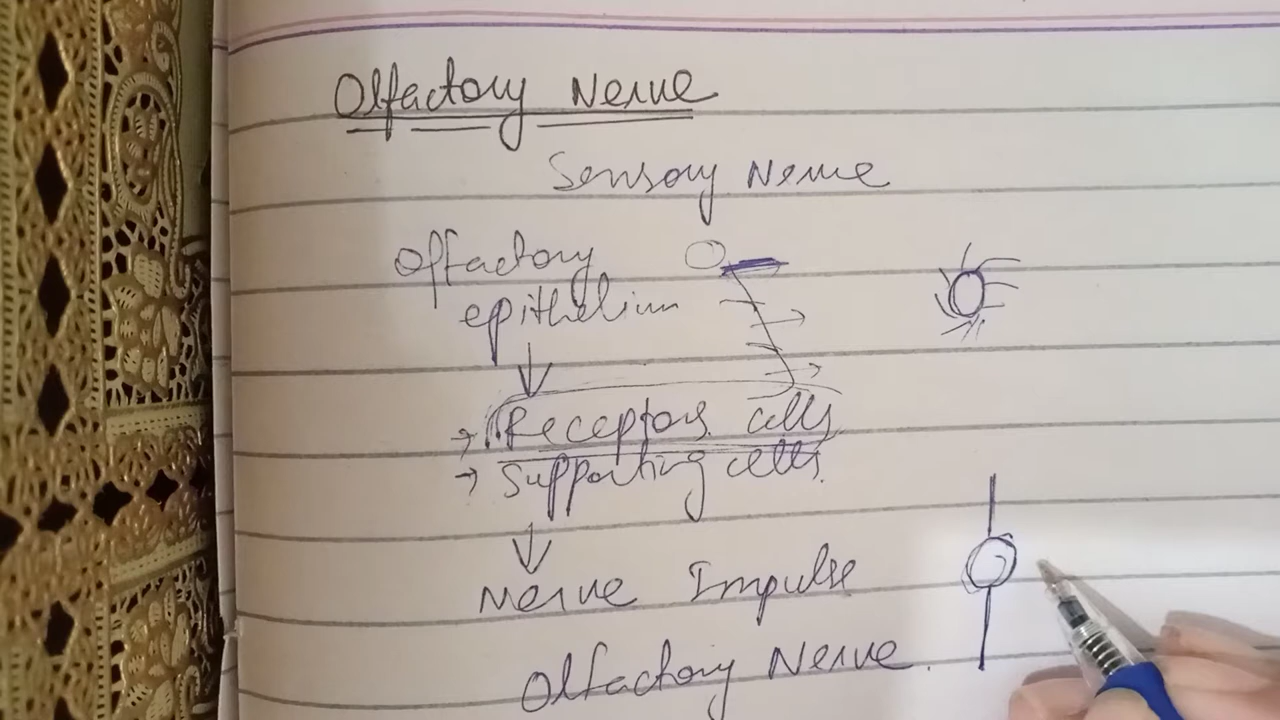 Olfactory Nerve
Sensory Nerve
Olfactory
epithelium
→ Receptors cells
→ Supporting cells.
Nerve Impulse
Olfactory Nerve.